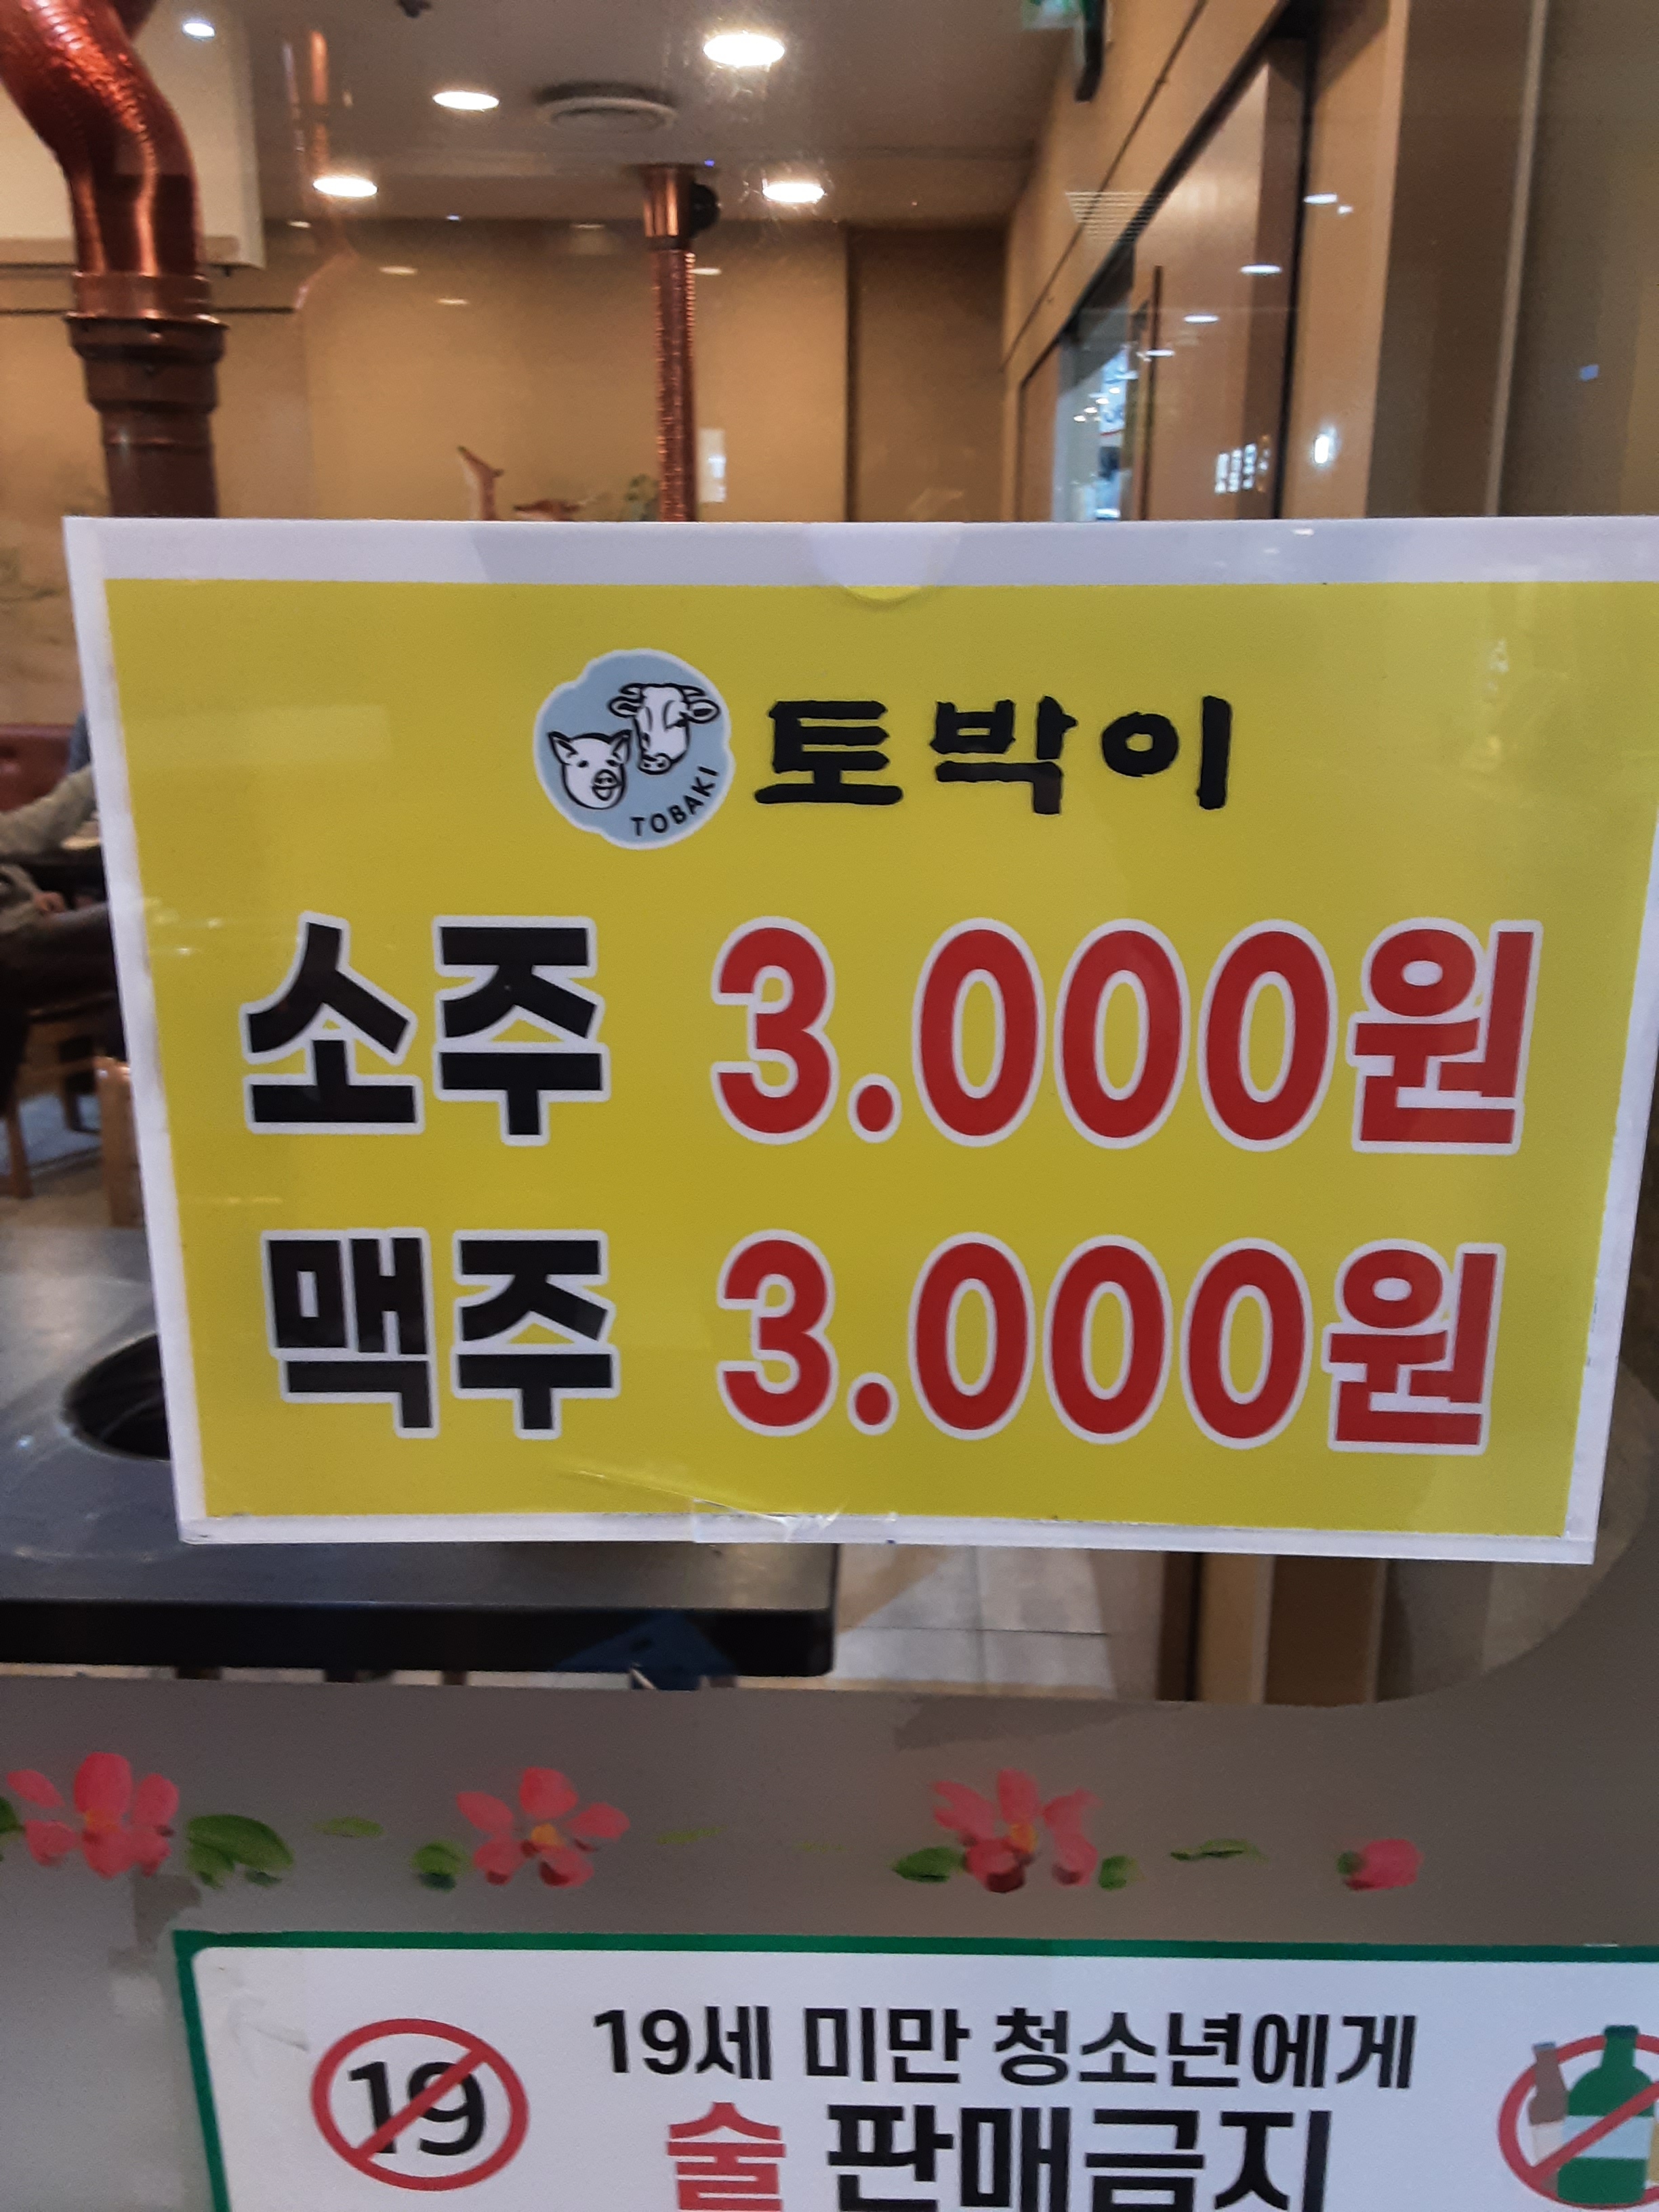 TOBAKI
토박이
소주 3.000원
맥주 3.000원
19
19세 미만 청소년에게
술 판매금지